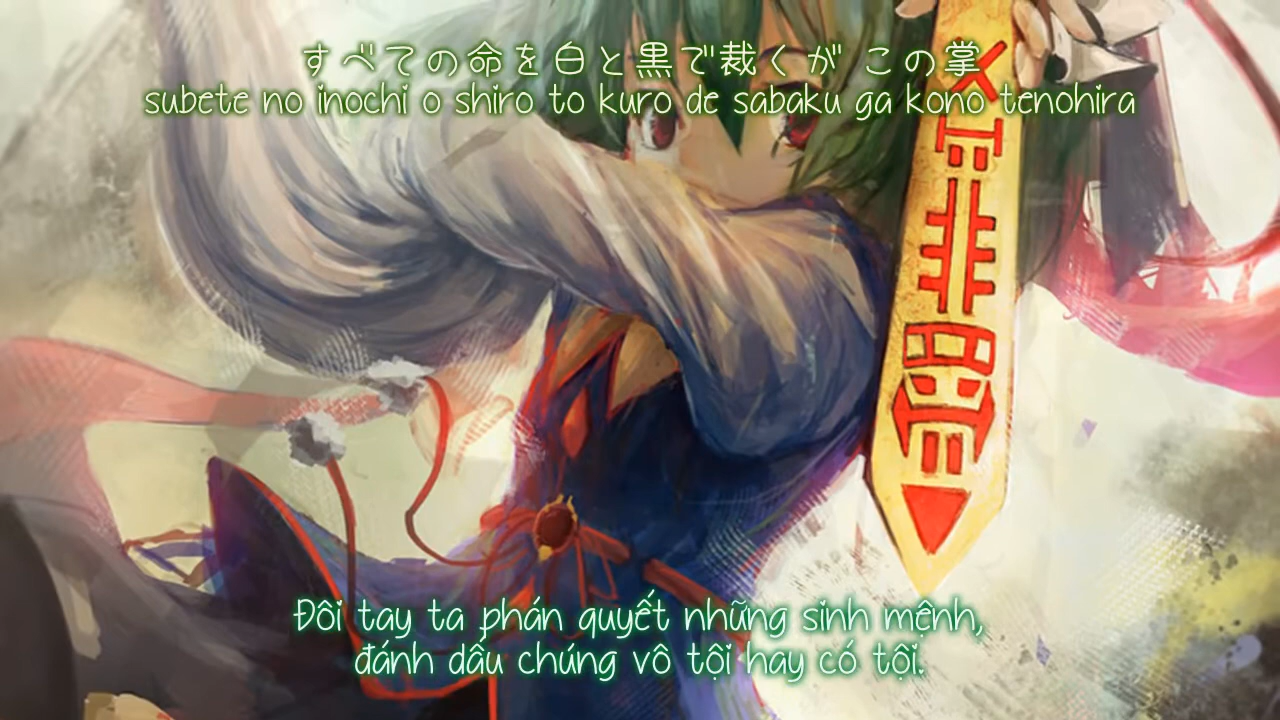 すべての命を白と黒で裁くが この掌
subete no inochi o shiro to kuro de sabaku ga kono tenohira
Đôi tay ta phán quyết những sinh mệnh,
đánh dấu chúng vô tội hay có tội.